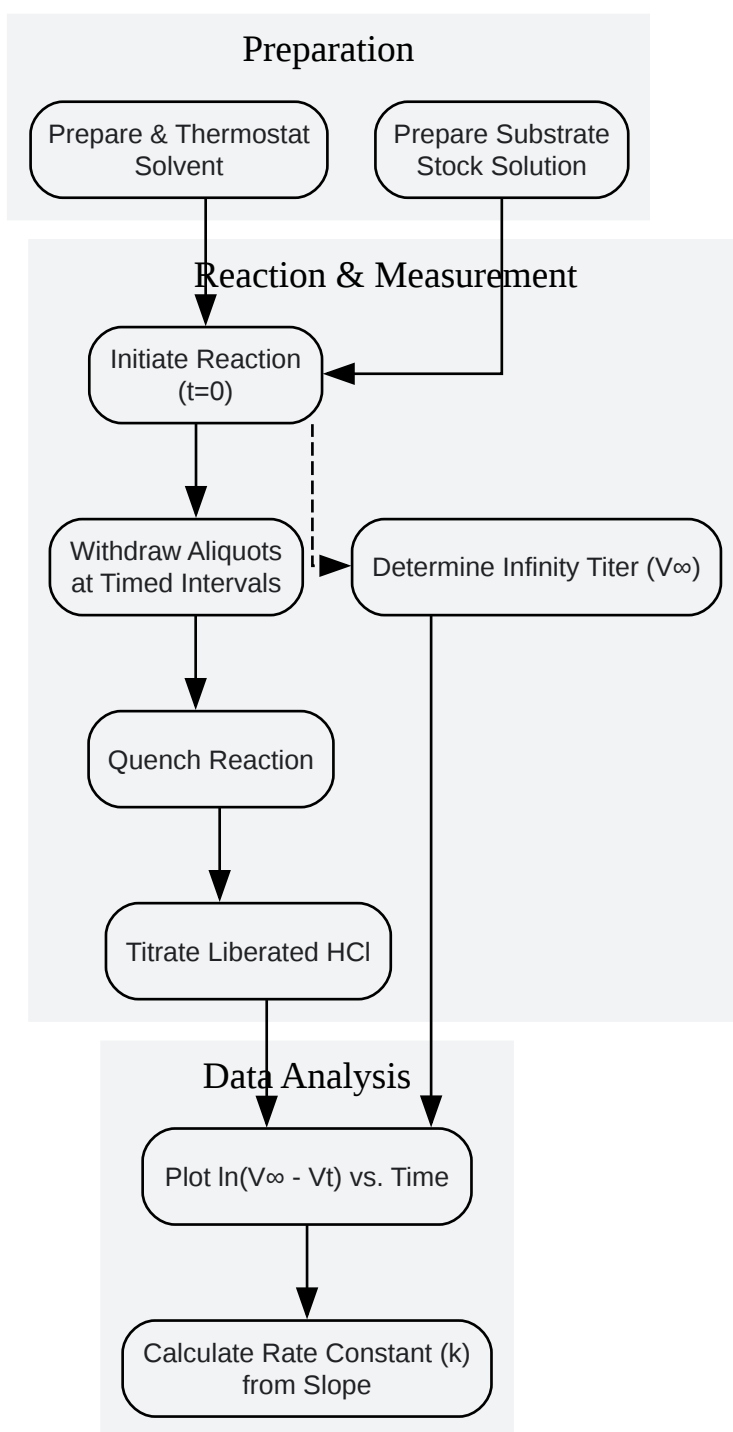 Preparation
Prepare & Thermostat
Solvent
Prepare Substrate
Stock Solution
Reaction & Measurement
Initiate Reaction
(t=0)
Withdraw Aliquots
at Timed Intervals
Determine Infinity Titer (V∞)
Quench Reaction
Titrate Liberated HCl
Data Analysis
Plot ln(V∞ - Vt) vs. Time
Calculate Rate Constant (k)
from Slope